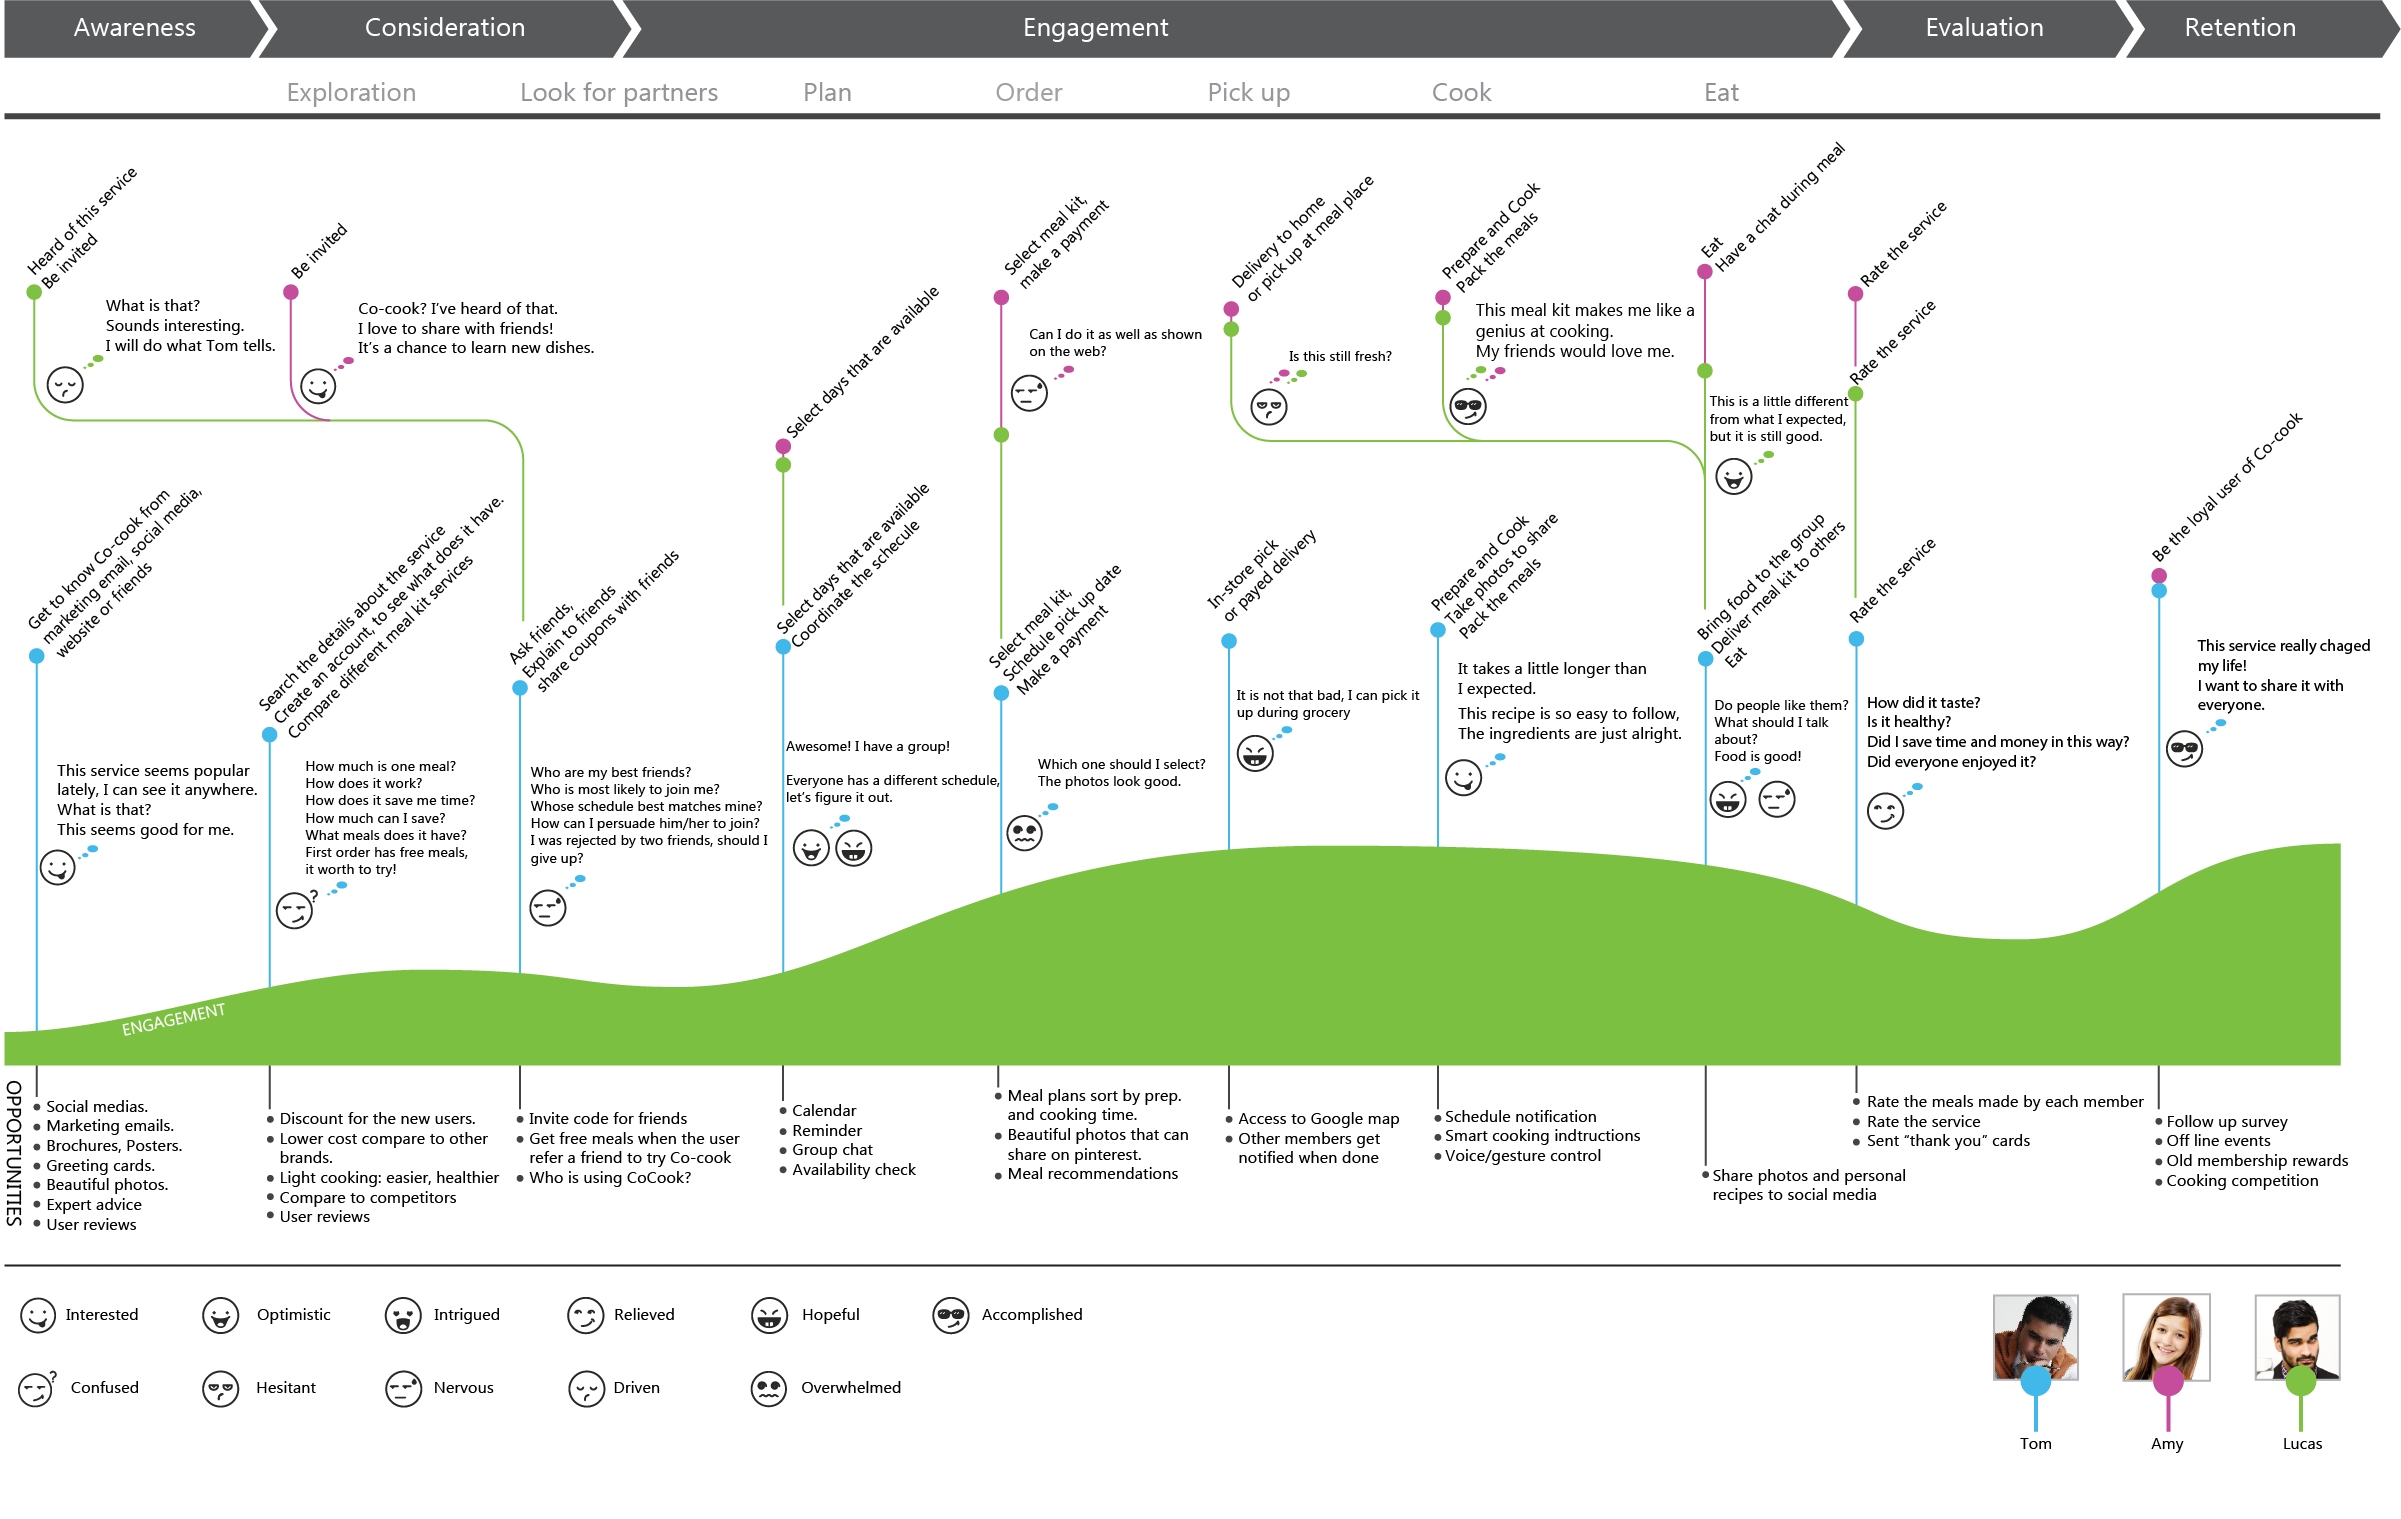 Awareness
Consideration
Engagement
Evaluation
Retention
Exploration
Look for partners
Plan
Order
Pick up
Cook
Eat
Heard of this service
Be invited
What is that?
Sounds interesting.
I will do what Tom tells.
Be invited
Co-cook? I've heard of that.
I love to share with friends!
It's a chance to learn new dishes.
Select days that are available
Select meal kit,
make a payment
Can I do it as well as shown
on the web?
Delivery to home
or pick up at meal place
Is this still fresh?
Prepare and Cook
Pack the meals
This meal kit makes me like a
genius at cooking.
My friends would love me.
Eat
Have a chat during meal
This is a little different
from what I expected,
but it is still good.
Rate the service
Rate the service
Get to know Co-cook from
marketing email, social media,
website or friends
This service seems popular
lately, I can see it anywhere.
What is that?
This seems good for me.
Search the details about the service
Create an account, to see what does it have.
Compare different meal kit services
How much is one meal?
How does it work?
How does it save me time?
How much can I save?
What meals does it have?
First order has free meals,
it worth to try!
Ask friends,
Explain to friends
share coupons with friends
Who are my best friends?
Who is most likely to join me?
Whose schedule best matches mine?
How can I persuade him/her to join?
I was rejected by two friends, should I
give up?
Select days that are available
Coordinate the schecule
Awesome! I have a group!
Everyone has a different schedule,
let's figure it out.
Select meal kit,
Schedule pick up date
Make a payment
Which one should I select?
The photos look good.
In-store pick
or payed delivery
It is not that bad, I can pick it
up during grocery
Prepare and Cook
Take photos to share
Pack the meals
It takes a little longer than
I expected.
This recipe is so easy to follow,
The ingredients are just alright.
Bring food to the group
Deliver meal kit to others
Eat
Do people like them?
What should I talk
about?
Food is good!
Rate the service
How did it taste?
Is it healthy?
Did I save time and money in this way?
Did everyone enjoyed it?
Be the loyal user of Co-cook
This service really chaged
my life!
I want to share it with
everyone.
ENGAGEMENT
OPPORTUNITIES
• Social medias.
• Marketing emails.
• Brochures, Posters.
• Greeting cards.
• Beautiful photos.
• Expert advice
• User reviews
• Discount for the new users.
• Lower cost compare to other
brands.
• Light cooking: easier, healthier
• Compare to competitors
• User reviews
• Invite code for friends
• Get free meals when the user
refer a friend to try Co-cook
• Who is using CoCook?
• Calendar
• Reminder
• Group chat
• Availability check
• Meal plans sort by prep.
and cooking time.
• Beautiful photos that can
share on pinterest.
• Meal recommendations
• Access to Google map
• Other members get
notified when done
• Schedule notification
• Smart cooking indtructions
• Voice/gesture control
• Share photos and personal
recipes to social media
• Rate the meals made by each member
• Rate the service
• Sent "thank you" cards
• Follow up survey
• Off line events
• Old membership rewards
• Cooking competition
Interested
Optimistic
Intrigued
Relieved
Hopeful
Accomplished
? Confused
Hesitant
Nervous
Driven
Overwhelmed
Tom
Amy
Lucas